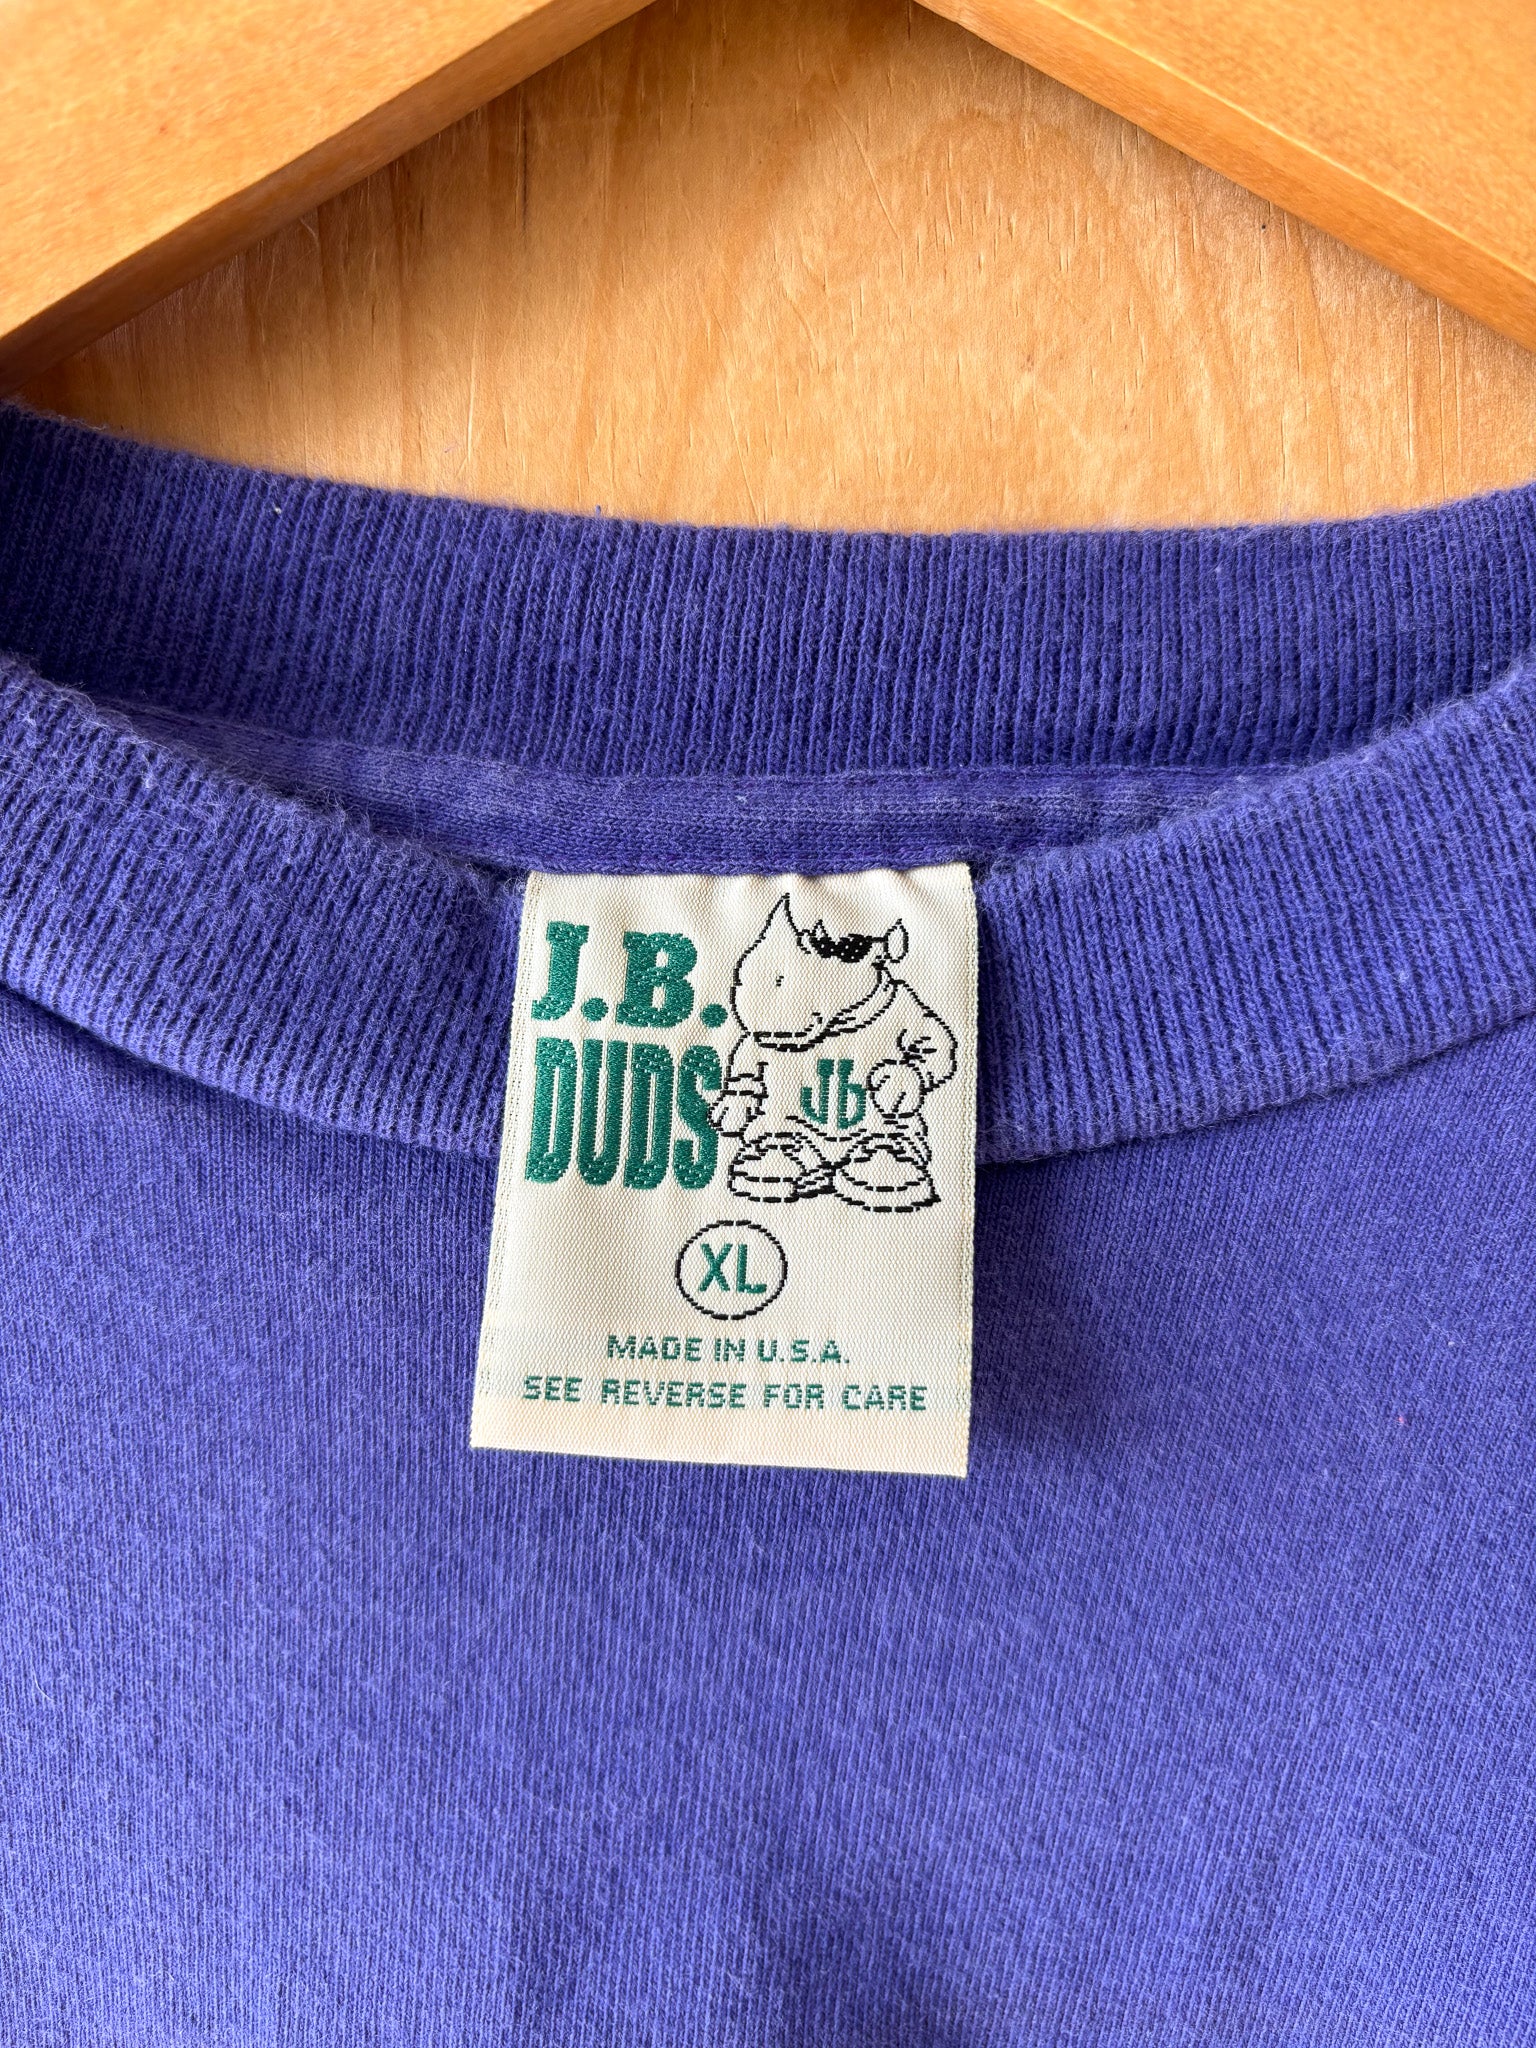 J.B.
DUDS
Jb
XL
MADE IN U.S.A.
SEE REVERSE FOR CARE